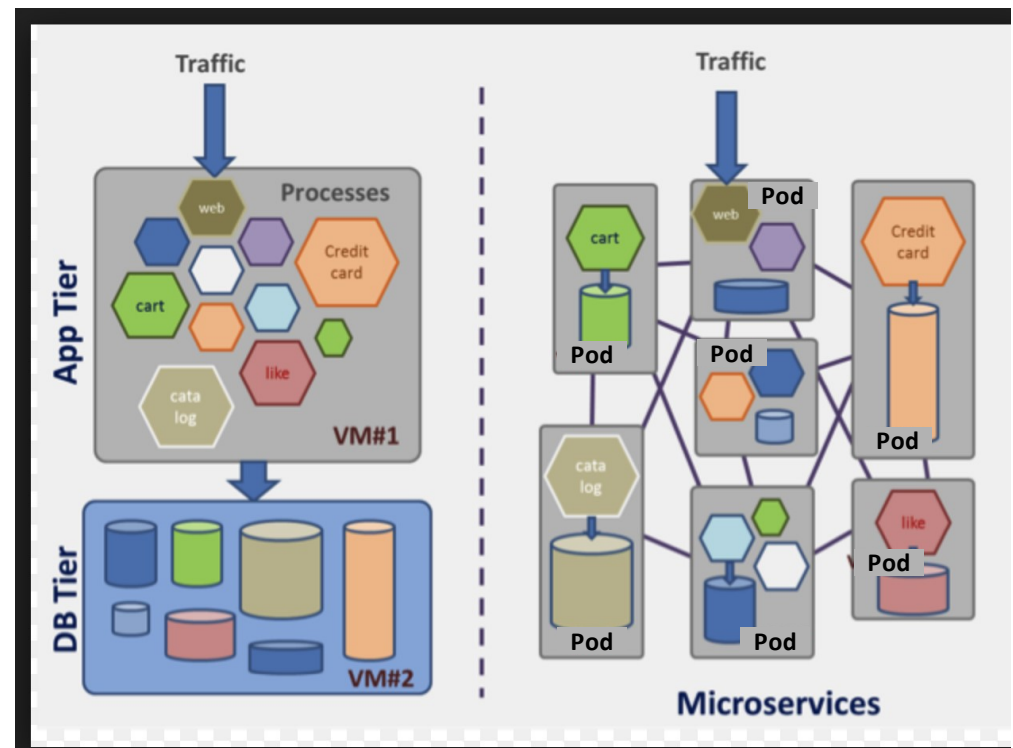 Traffic
Processes
web
Credit
card
cart
like
cata
log
VM#1
App Tier
DB Tier
VM#2
Traffic
Pod
web
cart
Pod
Credit
card
Pod
Pod
cata
log
Pod
Pod
like
Pod
Microservices